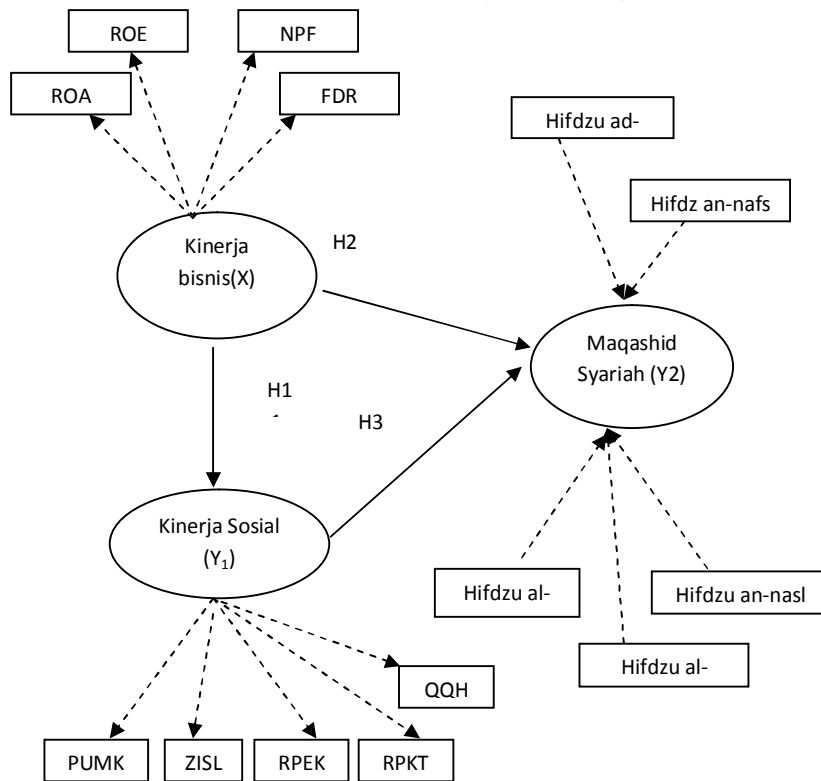 ROE
NPF
ROA
FDR
Hifdzu ad-
Hifdz an-nafs
Kinerja
bisnis(X)
H2
Maqashid
Syariah (Y2)
H1
H3
Kinerja Sosial
(Y₁)
Hifdzu al-
Hifdzu an-nasl
Hifdzu al-
QQH
PUMK
ZISL
RPEK
RPKT